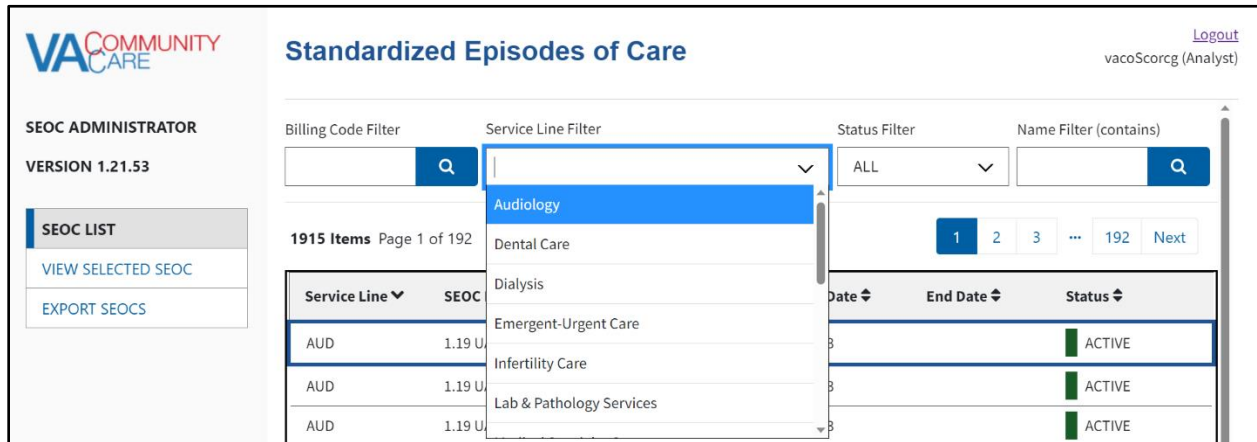 VA COMMUNITY CARE
Standardized Episodes of Care
Logout
vacoScorcg (Analyst)
SEOC ADMINISTRATOR
VERSION 1.21.53
SEOC LIST
VIEW SELECTED SEOC
EXPORT SEOCS
Billing Code Filter
Service Line Filter
Status Filter
Name Filter (contains)
ALL
Audiology
Dental Care
Dialysis
Emergent-Urgent Care
Infertility Care
Lab & Pathology Services
1915 Items Page 1 of 192
1 2 3 ··· 192 Next
Service Line SEOC Date End Date Status
AUD 1.19 ACTIVE
AUD 1.19 ACTIVE
AUD 1.19 ACTIVE